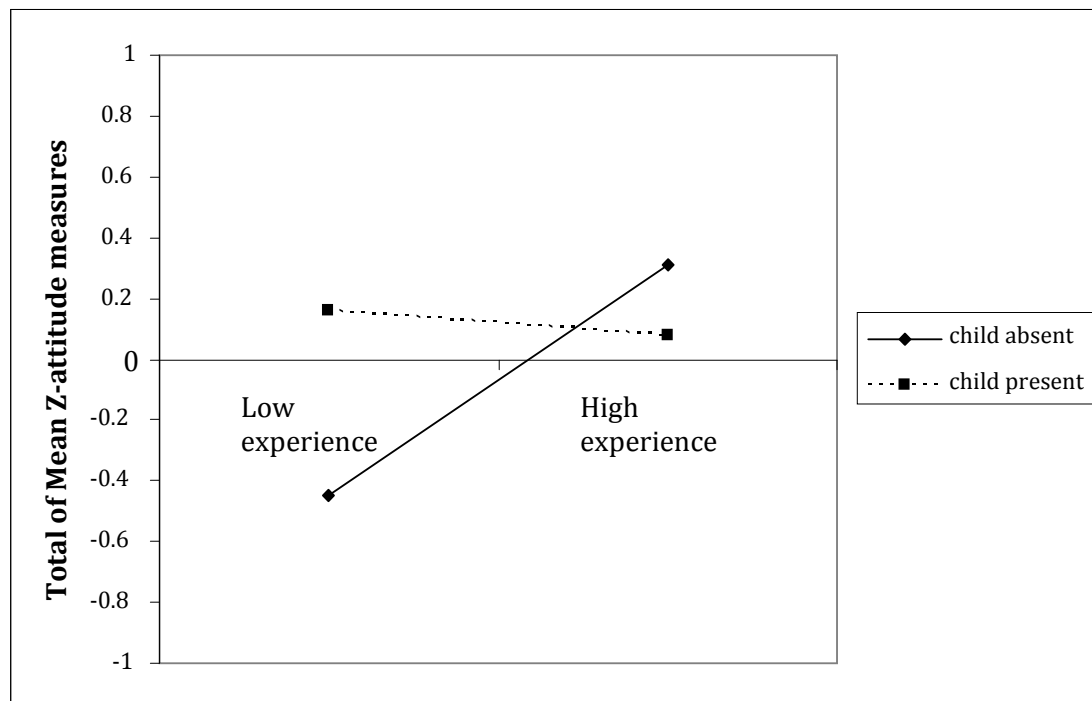 Total of Mean Z-attitude measures
1
0.8
0.6
0.4
0.2
0
-0.2
-0.4
-0.6
-0.8
-1
Low
experience
High
experience
child absent
child present